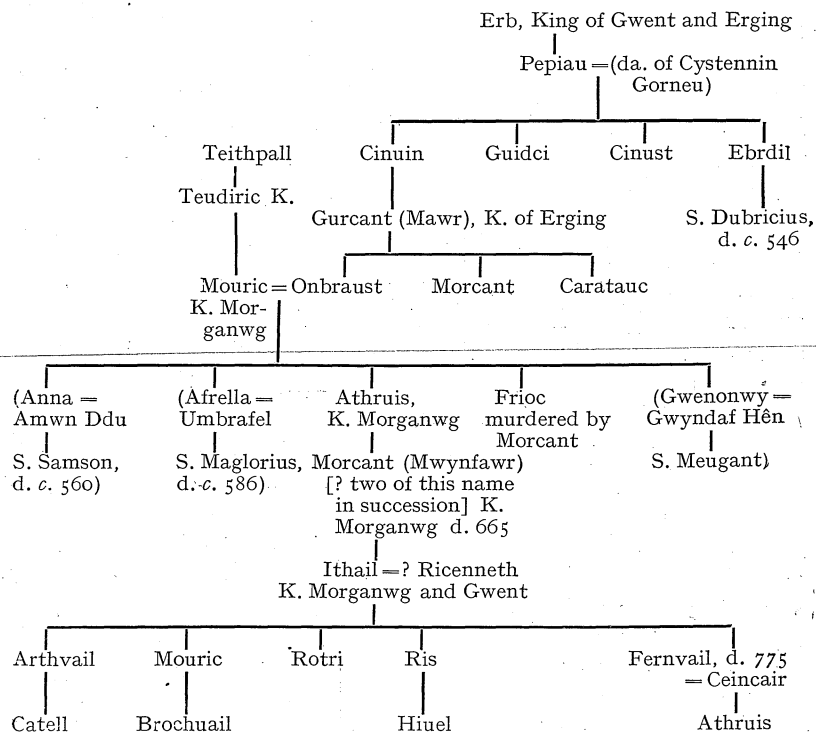 Erb, King of Gwent and Erging
Pepiau = (da. of Cystennin
Gorneu)
Teithpall
Cinuin
Guidci
Cinust
Ebrdil
Teudiric K.
Gurcant (Mawr), K. of Erging
S. Dubricius,
d. c. 546
Mouric = Onbraust
Morcant
Caratauc
K. Mor-
ganwg
(Anna =
Amwn Ddu
(Afrella =
Umbrafel
Athruis,
K. Morganwg
Frioc
murdered by
Morcant
(Gwenonwy =
Gwyndaf Hên
S. Samson,
d. c. 560)
S. Maglorius,
d. c. 586)
Morcant (Mwynfawr)
[? two of this name
in succession] K.
Morganwg d. 665
S. Meugant)
Ithail = ? Ricenneth
K. Morganwg and Gwent
Arthvail
Mouric
Rotri
Ris
Fernvail, d. 775
= Ceincair
Catell
Brochuail
Hiuel
Athruis